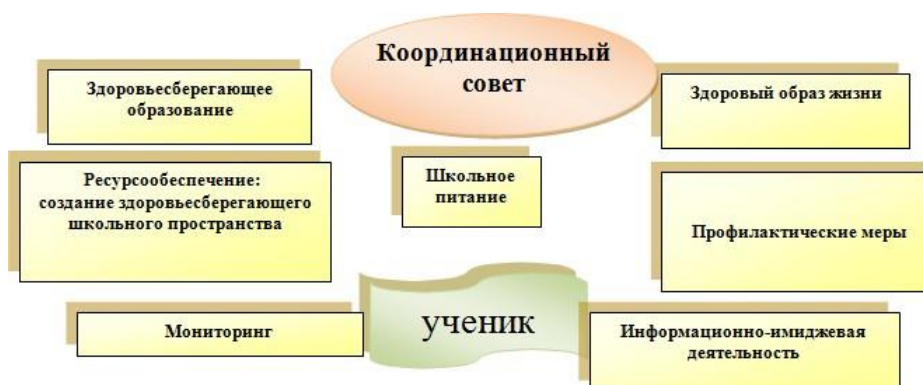 Координационный
совет
Здоровьесберегающее
образование
Здоровый образ жизни
Ресурсообеспечение:
создание здоровьесберегающего
школьного пространства
Школьное
питание
Профилактические меры
Мониторинг
ученик
Информационно-имиджевая
деятельность